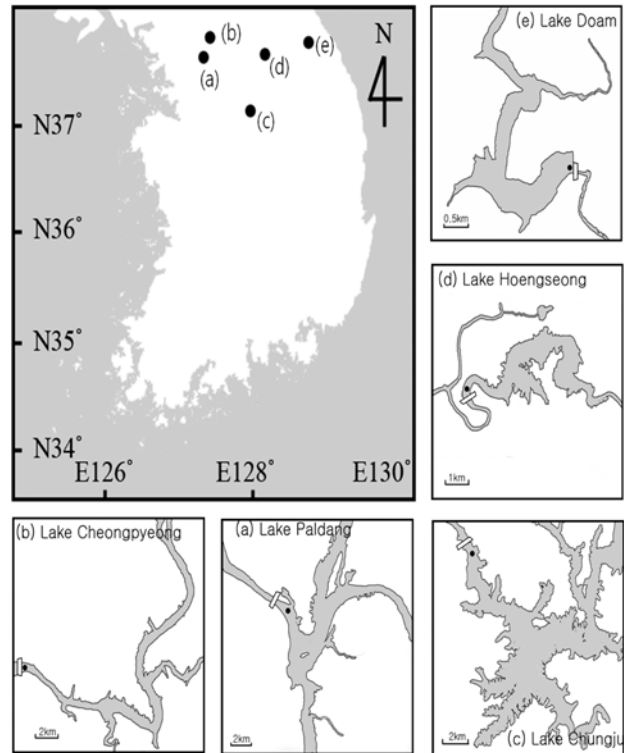 (b)
(a)
(d)
(e)
(c)
N
N37°
N36°
N35°
N34°
E126°
E128°
E130°
(e) Lake Doam
0.5km
(d) Lake Hoengseong
1km
(b) Lake Cheongpyeong
2km
(a) Lake Paldang
2km
2km
(c) Lake Chungju